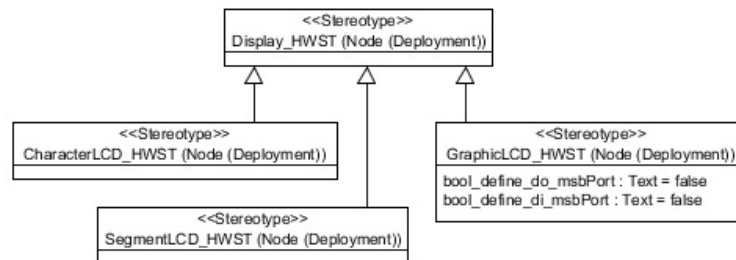 <<Stereotype>>
Display_HWST (Node (Deployment))
<<Stereotype>>
CharacterLCD_HWST (Node (Deployment))
<<Stereotype>>
GraphicLCD_HWST (Node (Deployment))
bool_define_do_msbPort : Text = false
bool_define_di_msbPort : Text = false
<<Stereotype>>
SegmentLCD_HWST (Node (Deployment))